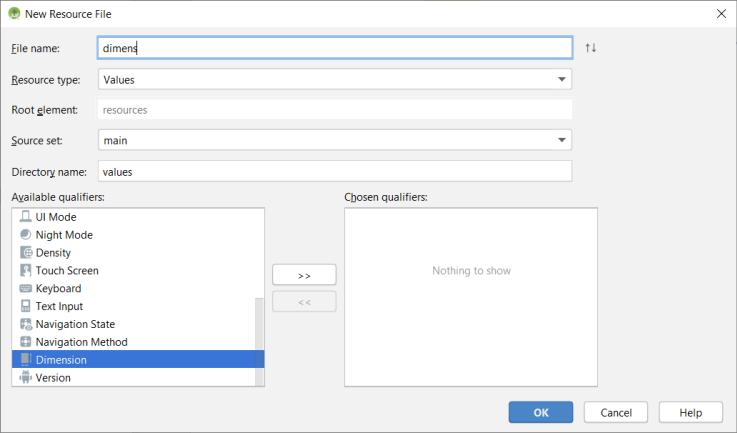 New Resource File
File name: dimens
Resource type: Values
Root element: resources
Source set: main
Directory name: values
Available qualifiers: Chosen qualifiers:
UI Mode
Night Mode
Density
Touch Screen
Keyboard
Text Input
Navigation State
Navigation Method
Dimension
Version
>>
<<
Nothing to show
OK Cancel Help